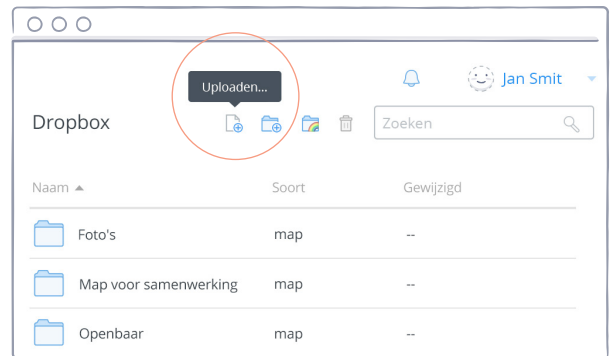 Uploaden...
Jan Smit
Dropbox
Zoeken
Naam Soort Gewijzigd
Foto's map --
Map voor samenwerking map --
Openbaar map --